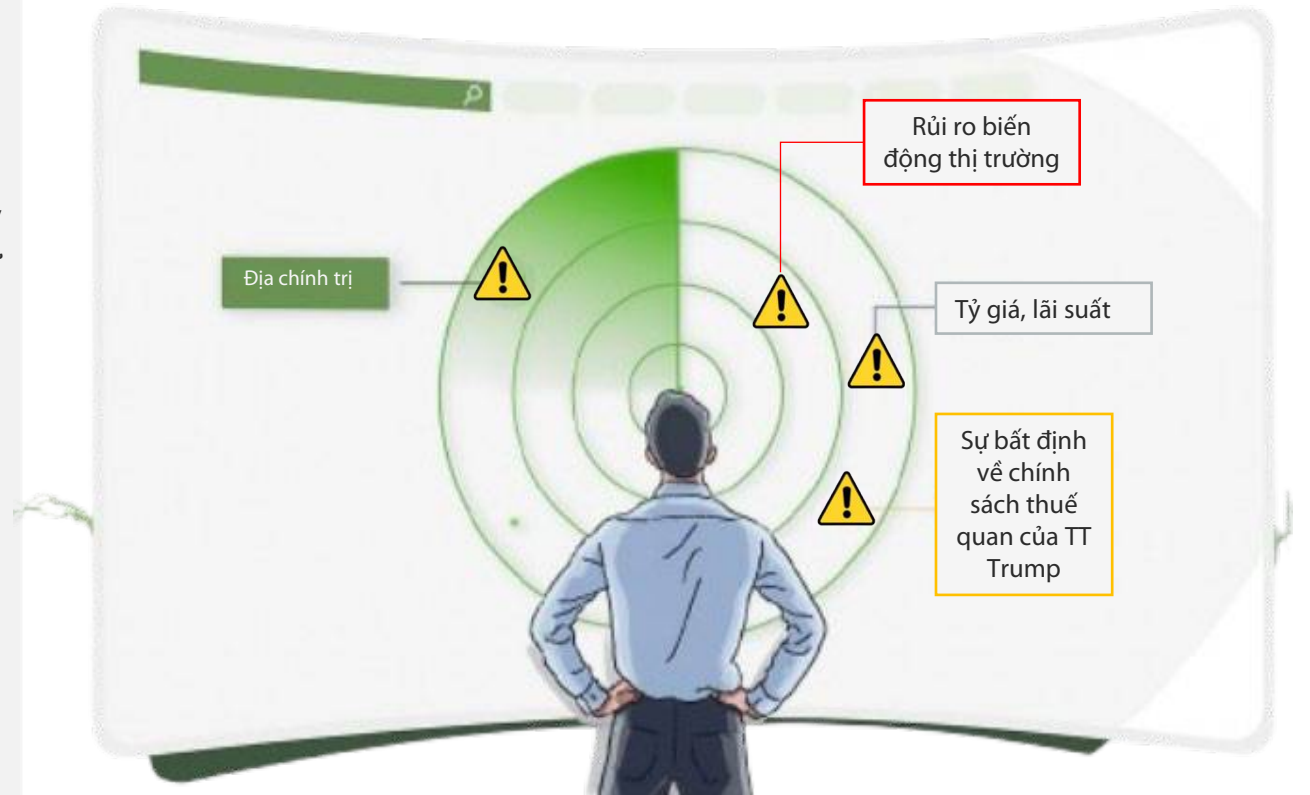 Rủi ro biến
động thị trường
Địa chính trị
Tỷ giá, lãi suất
Sự bất định
về chính
sách thuế
quan của TT
Trump